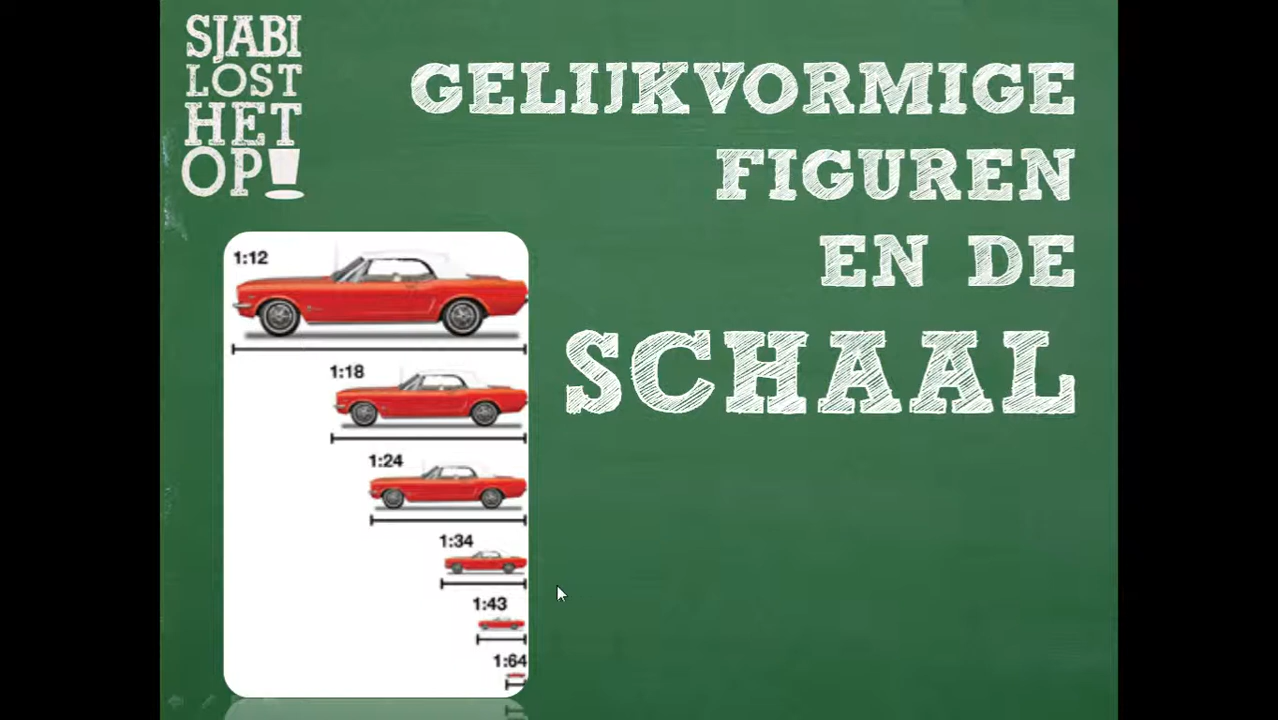 SJABI
LOST
HET
OP!
GELIJKVORMIGE
FIGUREN
EN DE
SCHAAL
1:12
1:18
1:24
1:34
1:43
1:64